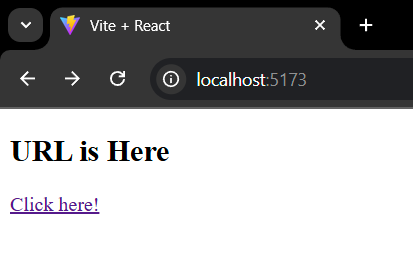 Vite + React
localhost:5173
URL is Here
Click here!